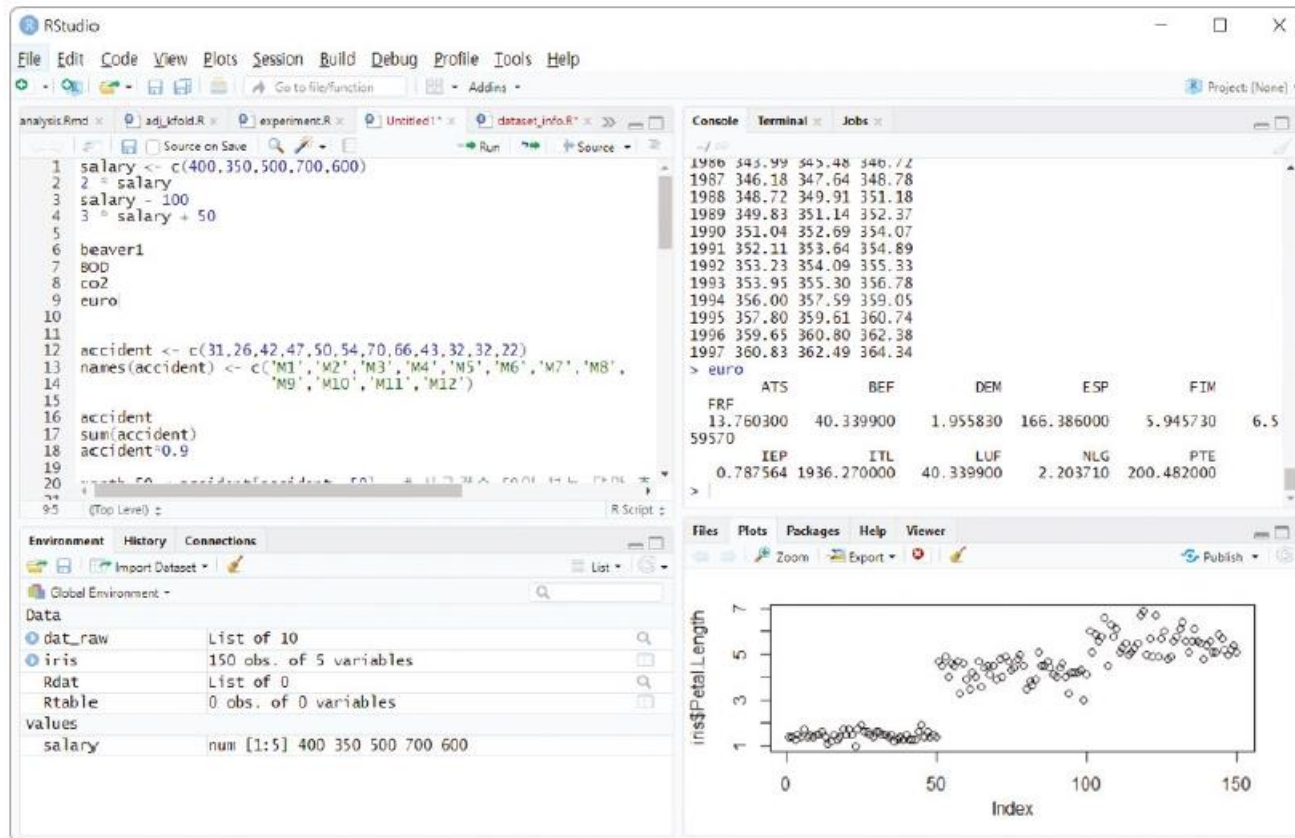 RStudio
File Edit Code View Plots Session Build Debug Profile Tools Help
Go to file/function Addins
Project: (None)
analysis.Rmd adj_kfold.R experiment.R Untitled1* dataset_info.R*
Source on Save Run Source
1 salary <- c(400,350,500,700,600)
2 2 * salary
3 salary - 100
4 3 * salary + 50
5
6 beaver1
7 BOD
8 co2
9 euro
10
11
12 accident <- c(31,26,42,47,50,54,70,66,43,32,32,22)
13 names(accident) <- c('M1','M2','M3','M4','M5','M6','M7','M8',
14 'M9','M10','M11','M12')
15
16 accident
17 sum(accident)
18 accident*0.9
19
20
9:5 (Top Level) R Script
Environment History Connections
Import Dataset List
Global Environment
Data
dat_raw List of 10
iris 150 obs. of 5 variables
Rdat List of 0
Rtable 0 obs. of 0 variables
values
salary num [1:5] 400 350 500 700 600
Console Terminal Jobs
~/
1986 343.99 345.48 346.72
1987 346.18 347.64 348.78
1988 348.72 349.91 351.18
1989 349.83 351.14 352.37
1990 351.04 352.69 354.07
1991 352.11 353.64 354.89
1992 353.23 354.09 355.33
1993 353.95 355.30 356.78
1994 356.00 357.59 359.05
1995 357.80 359.61 360.74
1996 359.65 360.80 362.38
1997 360.83 362.49 364.34
> euro
ATS BEF DEM ESP FIM
FRF
13.760300 40.339900 1.955830 166.386000 5.945730 6.5
59570
IEP ITL LUF NLG PTE
0.787564 1936.270000 40.339900 2.203710 200.482000
>
Files Plots Packages Help Viewer
Zoom Export Publish
iris$Petal.Length
7
5
3
1
0 50 100 150
Index